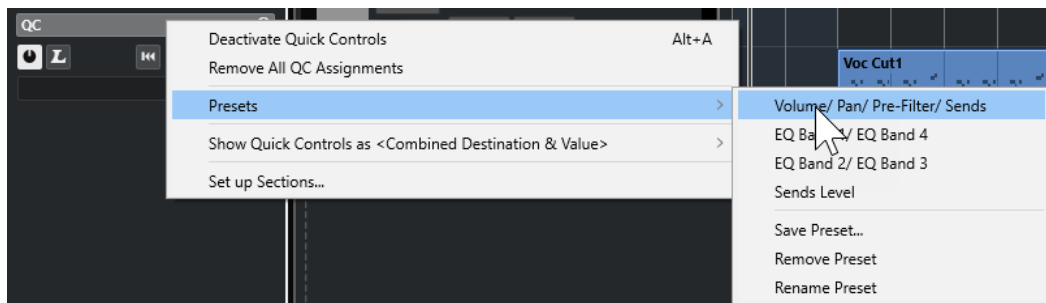 QC
L
Deactivate Quick Controls Alt+A
Remove All QC Assignments
Presets
Show Quick Controls as <Combined Destination & Value>
Set up Sections...
Voc Cut1
Volume/ Pan/ Pre-Filter/ Sends
EQ / EQ Band 4
EQ Band 2/ EQ Band 3
Sends Level
Save Preset...
Remove Preset
Rename Preset